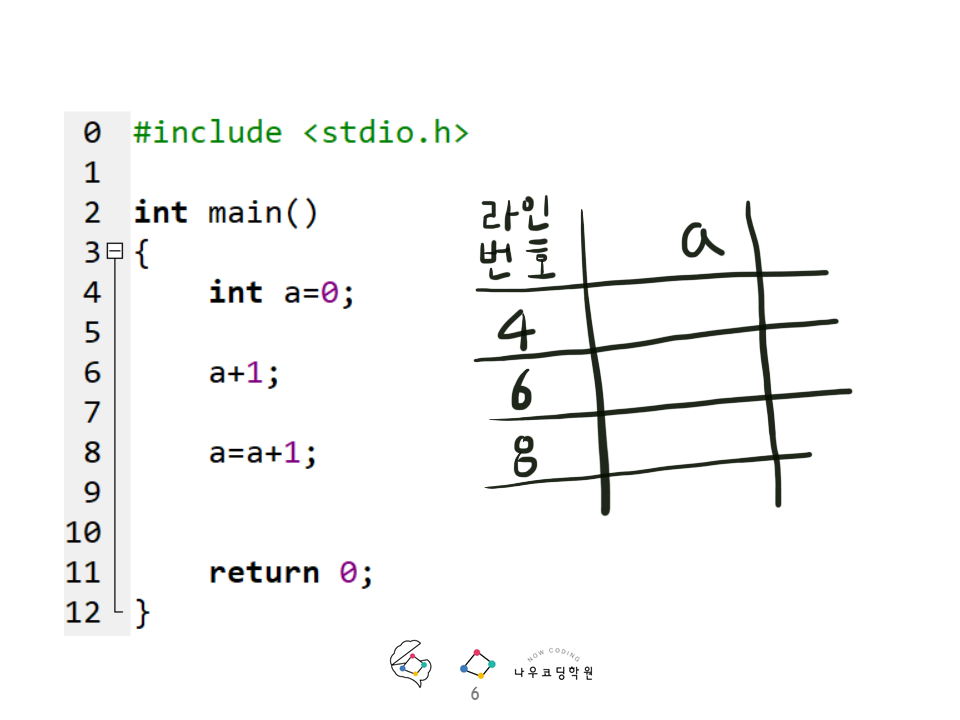 0 #include <stdio.h>
1
2 int main()
3 {
4 int a=0;
5
6 a+1;
7
8 a=a+1;
9
10
11 return 0;
12 }
라인
번호
a
4
6
8
NOW CODING
나우코딩학원
6